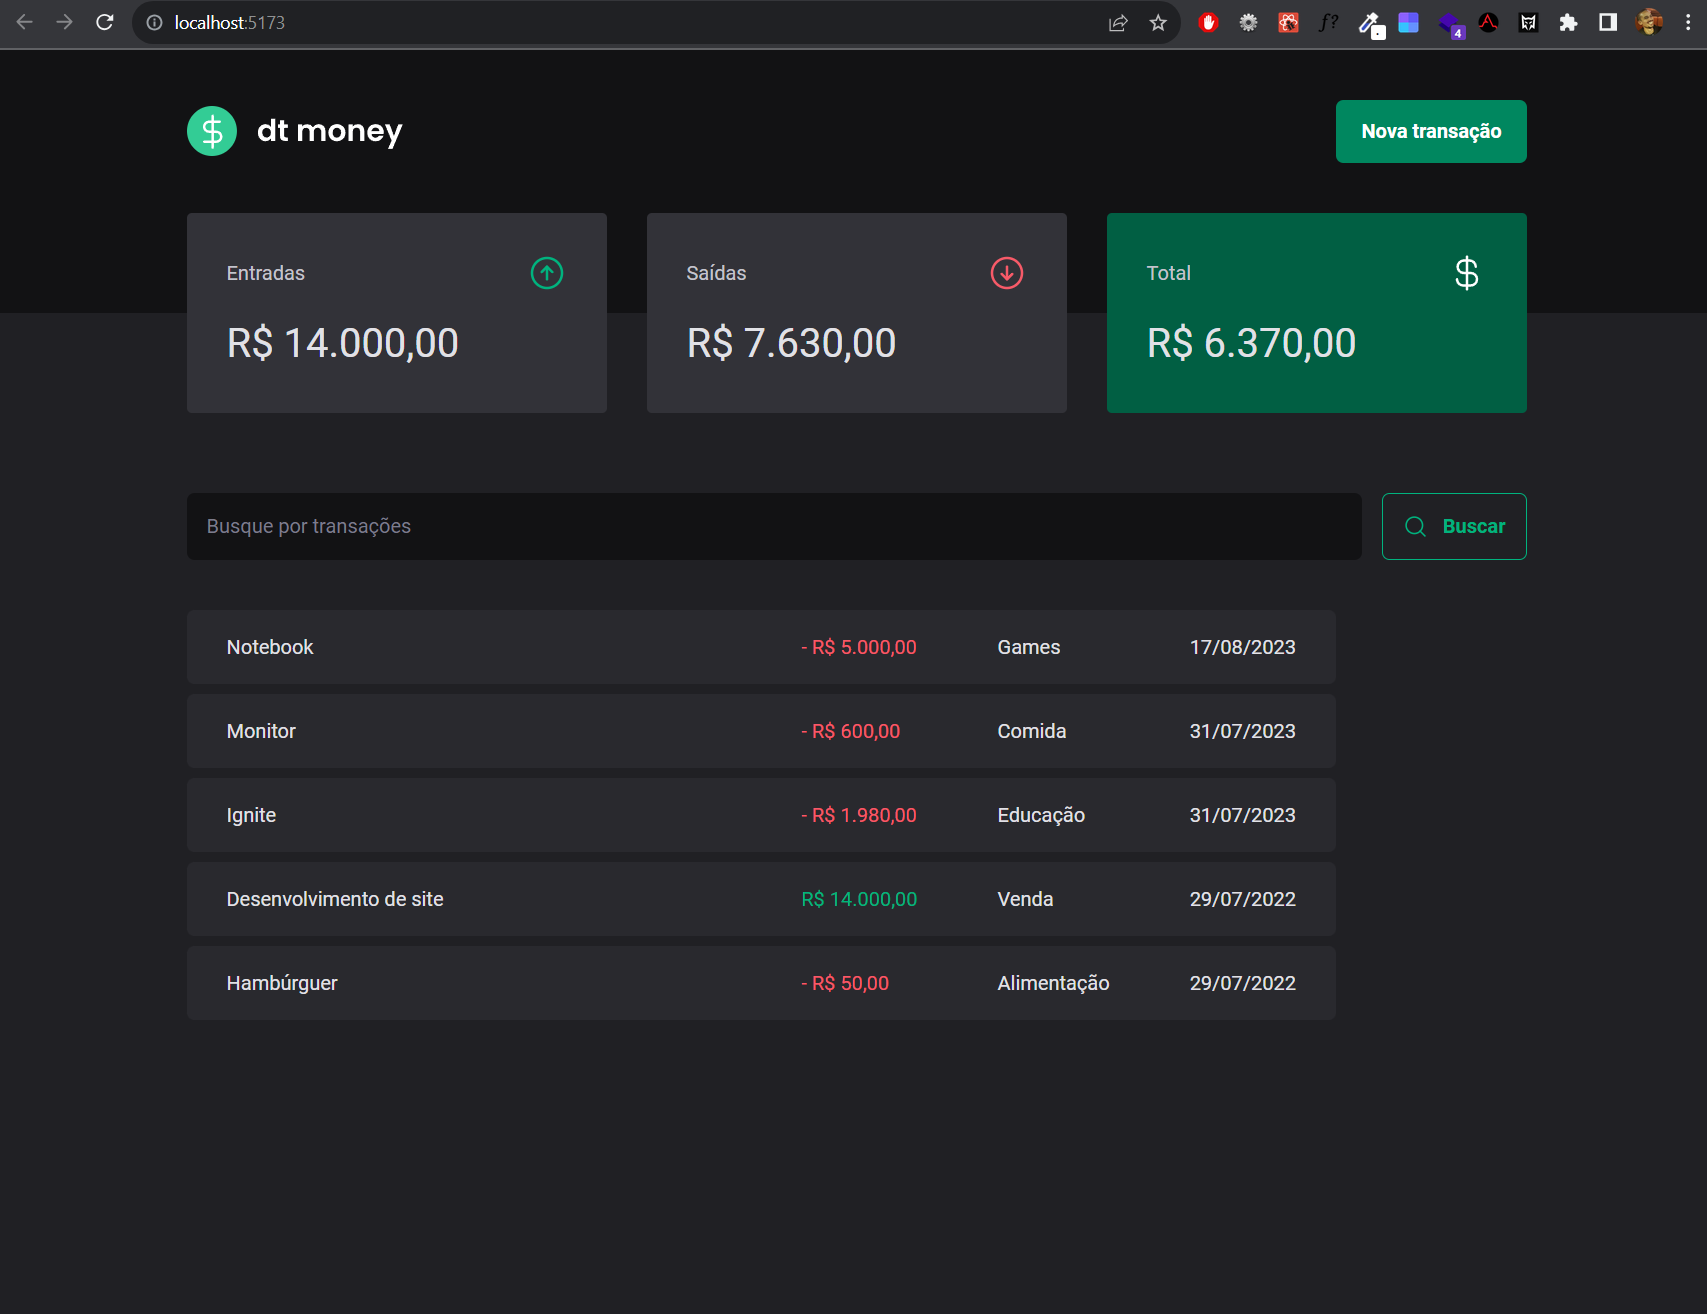 localhost:5173
f?
4
dt money
Nova transação
Entradas
Saídas
Total
R$ 14.000,00
R$ 7.630,00
R$ 6.370,00
Busque por transações
Buscar
Notebook - R$ 5.000,00 Games 17/08/2023
Monitor - R$ 600,00 Comida 31/07/2023
Ignite - R$ 1.980,00 Educação 31/07/2023
Desenvolvimento de site R$ 14.000,00 Venda 29/07/2022
Hambúrguer - R$ 50,00 Alimentação 29/07/2022